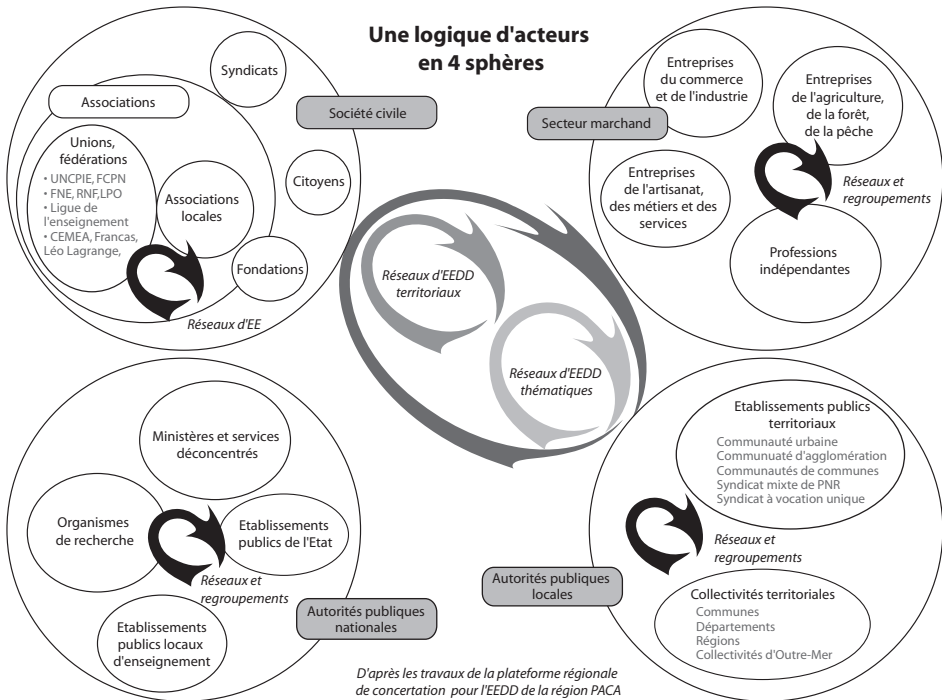 Une logique d'acteurs
en 4 sphères
Société civile
Syndicats
Associations
Unions,
fédérations
• UNCPIE, FCPN
• FNE, RNF,LPO
• Ligue de
l'enseignement
• CEMEA, Francas,
Léo Lagrange,
Associations
locales
Citoyens
Fondations
Réseaux d'EE
Secteur marchand
Entreprises
du commerce
et de l'industrie
Entreprises
de l'agriculture,
de la forêt,
de la pêche
Entreprises
de l'artisanat,
des métiers et des
services
Réseaux et
regroupements
Professions
indépendantes
Réseaux d'EEDD
territoriaux
Réseaux d'EEDD
thématiques
Ministères et services
déconcentrés
Organismes
de recherche
Etablissements
publics de l'Etat
Réseaux et
regroupements
Etablissements
publics locaux
d'enseignement
Autorités publiques
nationales
Etablissements publics
territoriaux
Communauté urbaine
Communuaté d'agglomération
Communautés de communes
Syndicat mixte de PNR
Syndicat à vocation unique
Réseaux et
regroupements
Autorités publiques
locales
Collectivités territoriales
Communes
Départements
Régions
Collectivités d'Outre-Mer
D'après les travaux de la plateforme régionale
de concertation pour l'EEDD de la région PACA